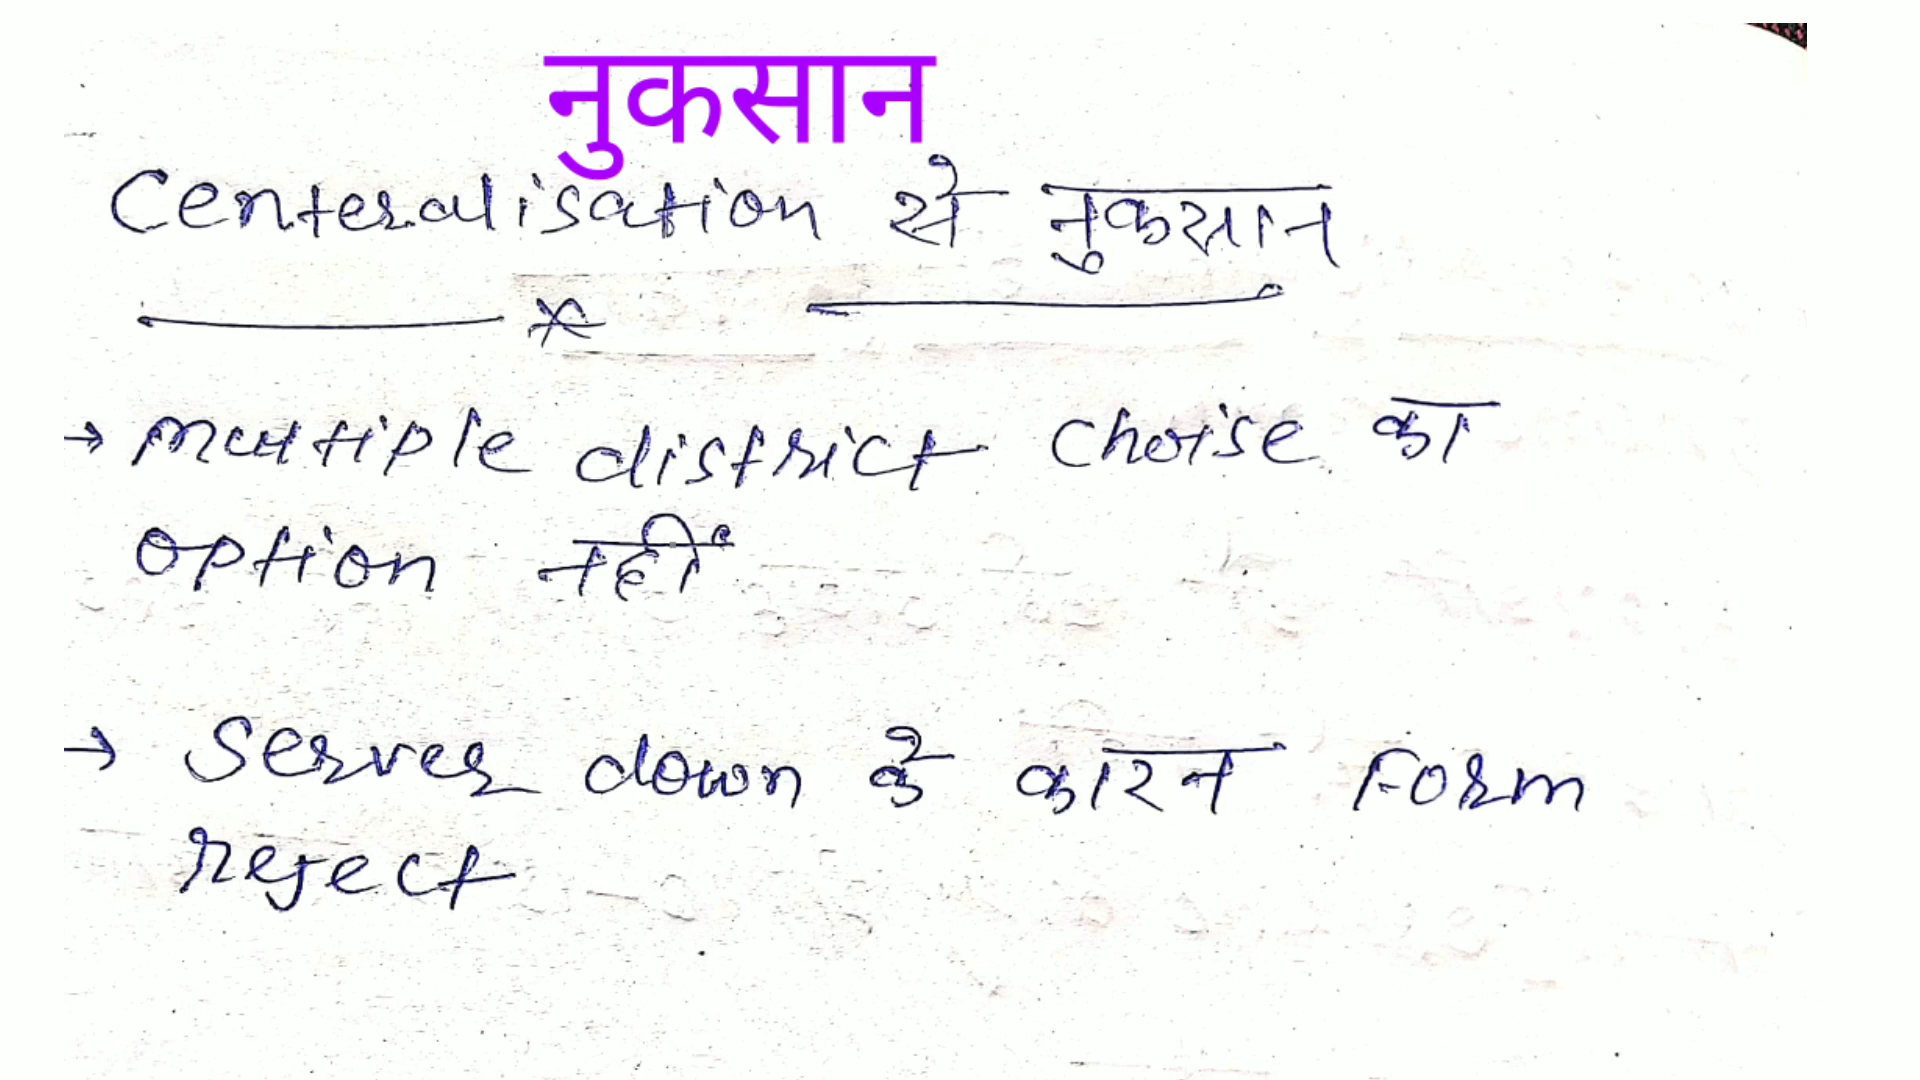 नुकसान
Centeralisation से नुकसान
→ multiple district choise का
option नहीं
→ Server down के कारन Form
reject